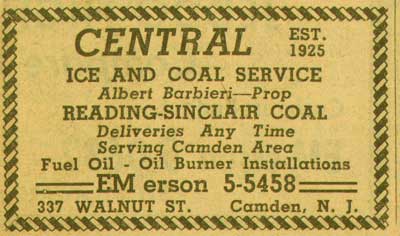 CENTRAL EST. 1925
ICE AND COAL SERVICE
Albert Barbieri—Prop
READING-SINCLAIR COAL
Deliveries Any Time
Serving Camden Area
Fuel Oil - Oil Burner Installations
EM erson 5-5458
337 WALNUT ST. Camden, N. J.